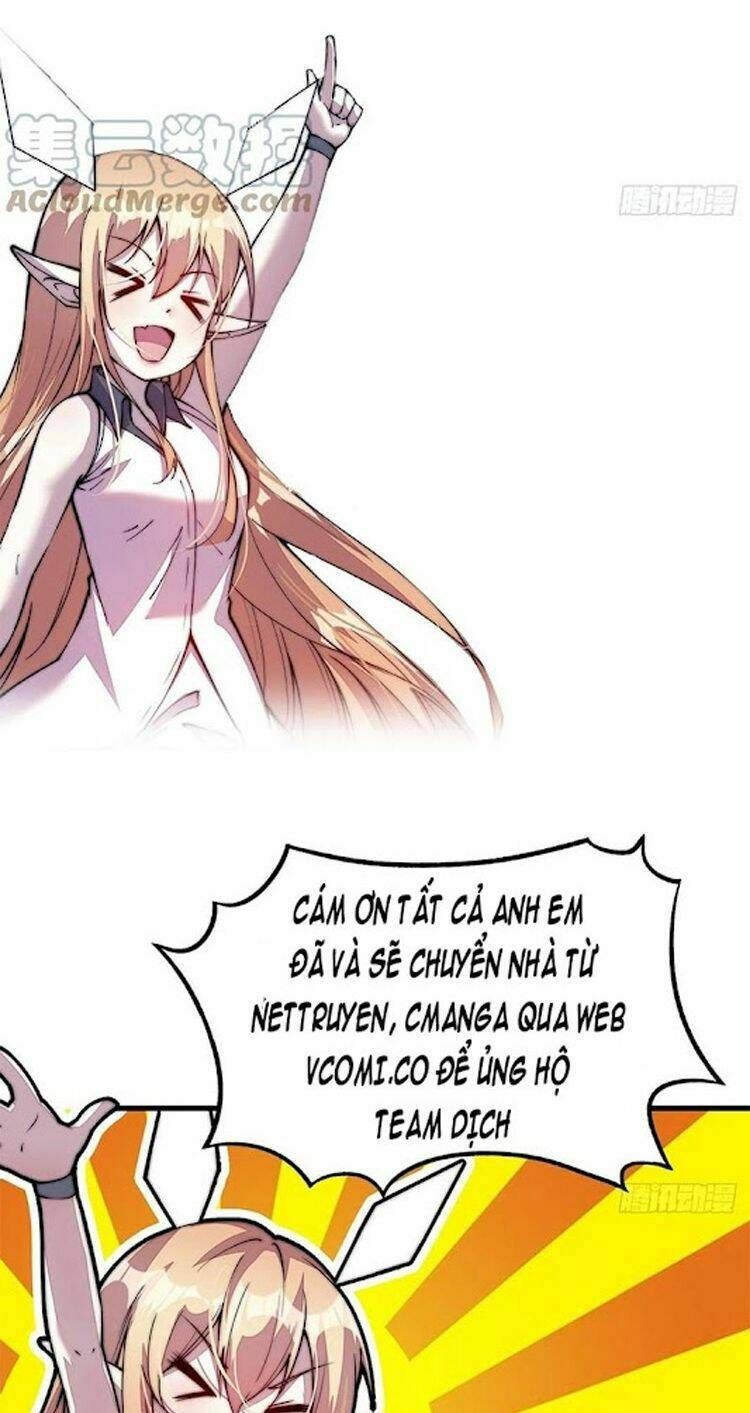 集云数据
AcloudMerge.com
腾讯动漫
CÁM ƠN TẤT CẢ ANH EM
ĐÃ VÀ SẼ CHUYỂN NHÀ TỪ
NETTRUYEN, CMANGA QUA WEB
VCOMI.CO ĐỂ ỦNG HỘ
TEAM DỊCH
腾讯动漫